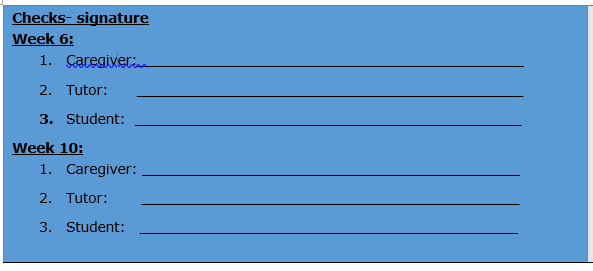 Checks- signature
Week 6:
1. Caregiver:
2. Tutor:
3. Student:
Week 10:
1. Caregiver:
2. Tutor:
3. Student: